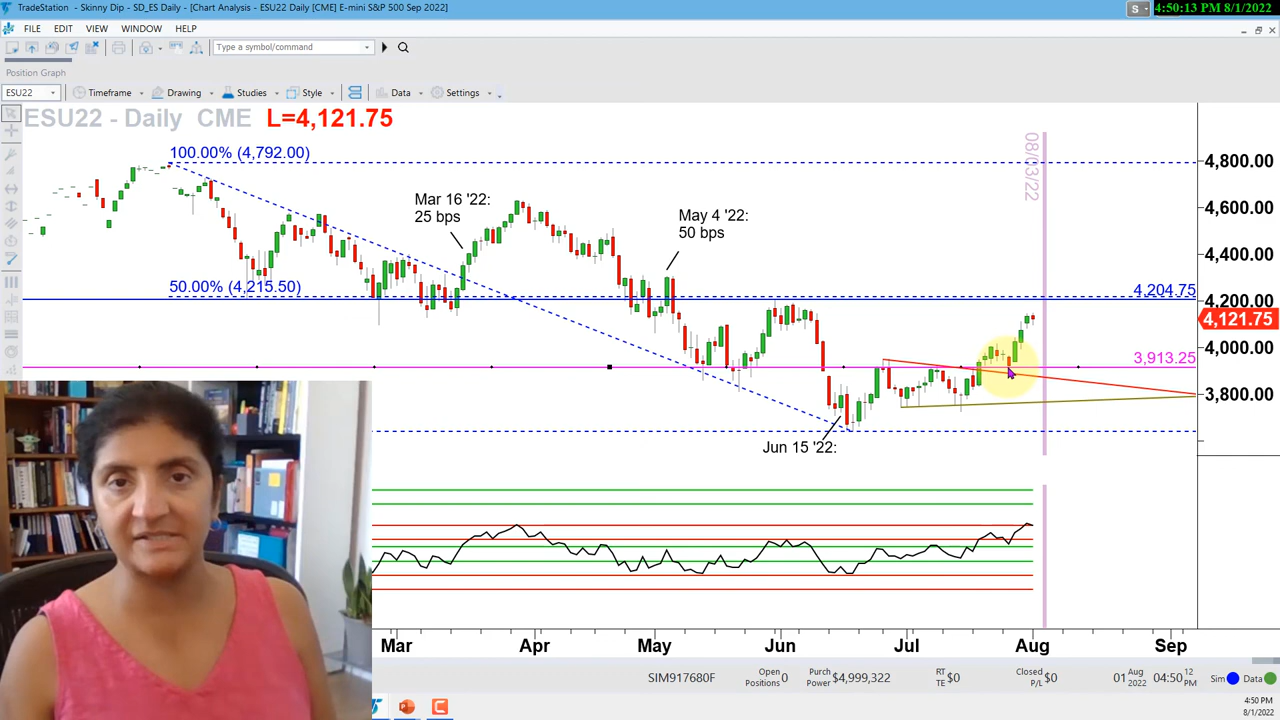 TradeStation - Skinny Dip - SD_ES Daily - [Chart Analysis - ESU22 Daily [CME] E-mini S&P 500 Sep 2022]
S
4:50:13 PM 8/1/2022
FILE EDIT VIEW WINDOW HELP
Type a symbol/command
Position Graph
ESU22 Timeframe Drawing Studies Style Data Settings
ESU22 - Daily CME L=4,121.75
100.00% (4,792.00)
08/03/22
4,800.00
Mar 16 '22:
25 bps
4,600.00
May 4 '22:
50 bps
4,400.00
50.00% (4,215.50)
4,204.75
4,200.00
4,121.75
4,000.00
3,913.25
3,800.00
Jun 15 '22:
Mar Apr May Jun Jul Aug Sep
SIM917680F
Open
Positions 0
Purch
Power $4,999,322
RT
TE $0
Closed
P/L $0
01 Aug
2022
04:50 12
PM
Sim Data
4:50 PM
8/1/2022